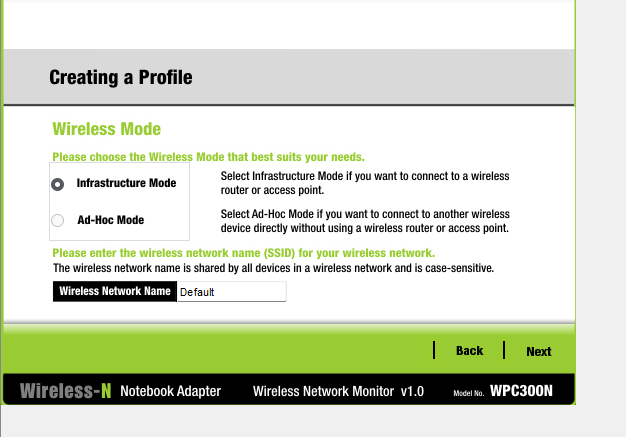 Creating a Profile
Wireless Mode
Please choose the Wireless Mode that best suits your needs.
Infrastructure Mode
Select Infrastructure Mode if you want to connect to a wireless
router or access point.
Ad-Hoc Mode
Select Ad-Hoc Mode if you want to connect to another wireless
device directly without using a wireless router or access point.
Please enter the wireless network name (SSID) for your wireless network.
The wireless network name is shared by all devices in a wireless network and is case-sensitive.
Wireless Network Name Default
Back Next
Wireless-N Notebook Adapter Wireless Network Monitor v1.0 Model No. WPC300N